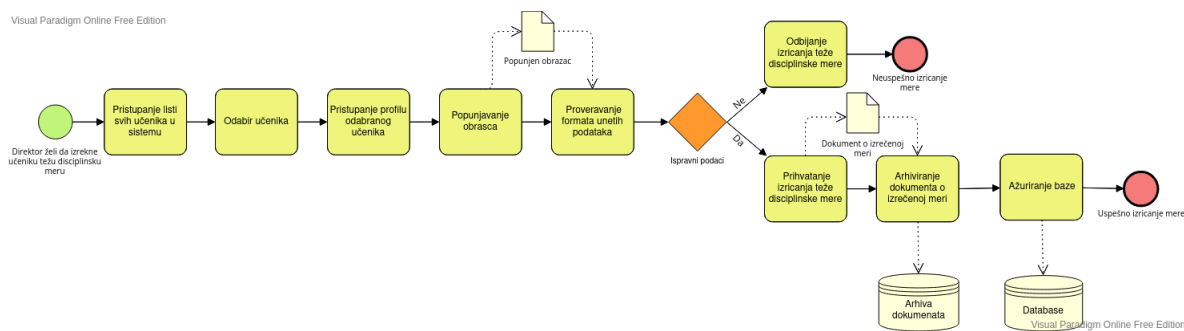 Visual Paradigm Online Free Edition
Popunjen obrazac
Direktor želi da izrekne
učeniku težu disciplinsku
meru
Pristupanje listi
svih učenika u
sistemu
Odabir učenika
Pristupanje profilu
odabranog
učenika
Popunjavanje
obrasca
Proveravanje
formata unetih
podataka
Ispravni podaci
Ne
Da
Odbijanje
izricanja teže
disciplinske mere
Neuspešno izricanje
mere
Dokument o izrečenoj
meri
Prihvatanje
izricanja teže
disciplinske mere
Arhiviranje
dokumenta o
izrečenoj meri
Ažuriranje baze
Uspešno izricanje mere
Arhiva
dokumenata
Database
Visual Paradigm Online Free Edition